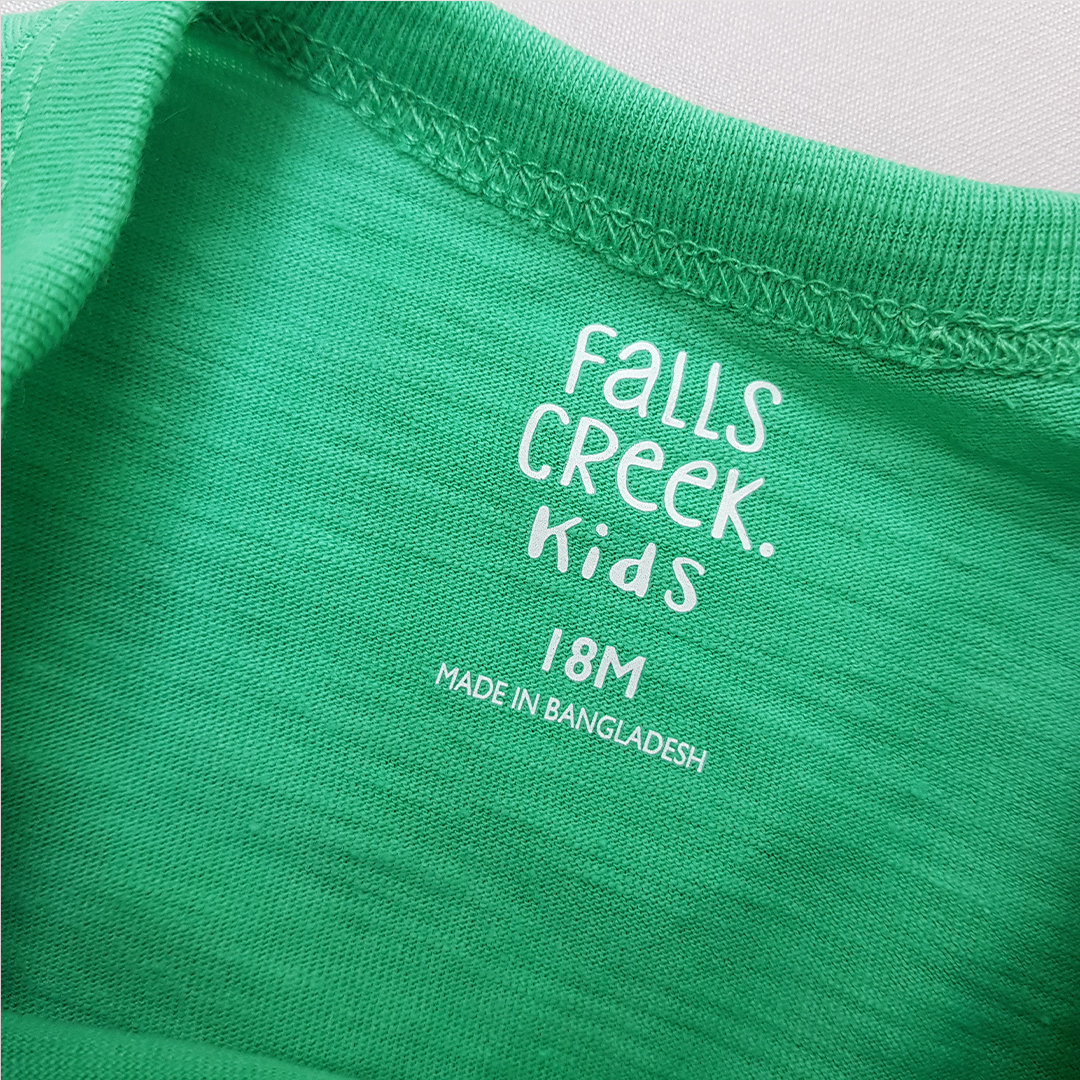 Falls
Creek.
Kids
18M
MADE IN BANGLADESH